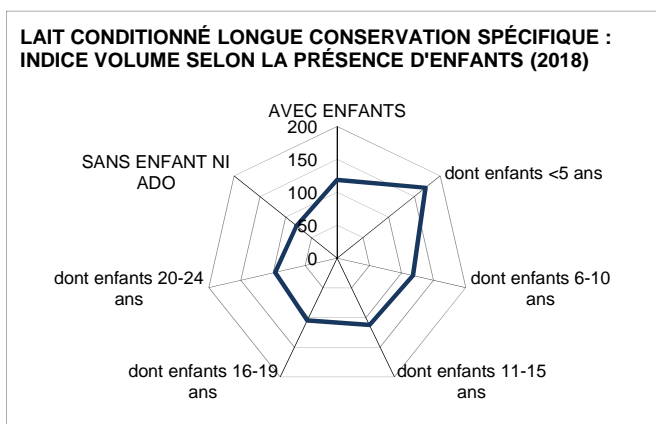 LAIT CONDITIONNÉ LONGUE CONSERVATION SPÉCIFIQUE :
INDICE VOLUME SELON LA PRÉSENCE D'ENFANTS (2018)
AVEC ENFANTS
200
150
100
50
0
dont enfants <5 ans
dont enfants 6-10
ans
dont enfants 11-15
ans
dont enfants 16-19
ans
dont enfants 20-24
ans
SANS ENFANT NI
ADO